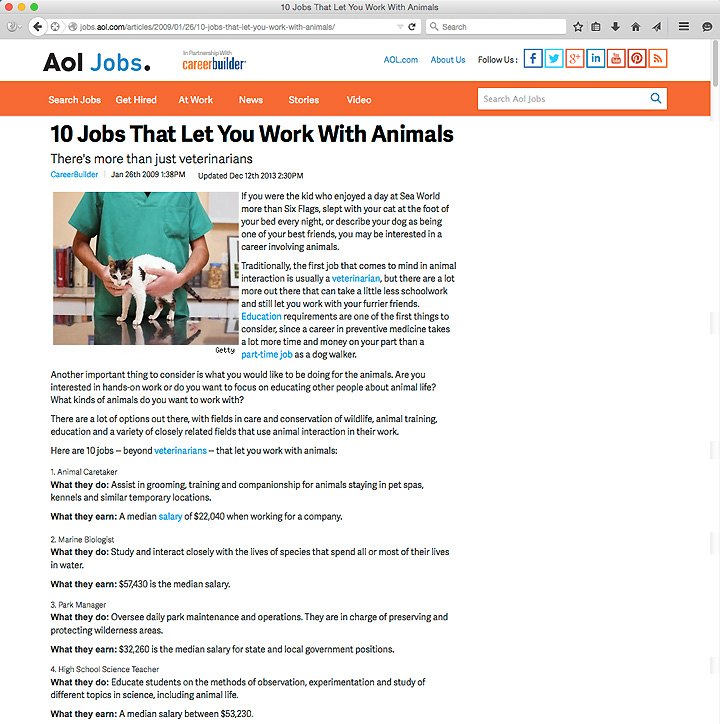 10 Jobs That Let You Work With Animals
jobs.aol.com/articles/2009/01/26/10-jobs-that-let-you-work-with-animals/
Search
Aol Jobs.
In Partnership With
careerbuilder
AOL.com About Us Follow Us :
Search Jobs Get Hired At Work News Stories Video
Search Aol Jobs
10 Jobs That Let You Work With Animals
There's more than just veterinarians
CareerBuilder Jan 26th 2009 1:38PM Updated Dec 12th 2013 2:30PM
If you were the kid who enjoyed a day at Sea World
more than Six Flags, slept with your cat at the foot of
your bed every night, or describe your dog as being
one of your best friends, you may be interested in a
career involving animals.
Traditionally, the first job that comes to mind in animal
interaction is usually a veterinarian, but there are a lot
more out there that can take a little less schoolwork
and still let you work with your furrier friends.
Education requirements are one of the first things to
consider, since a career in preventive medicine takes
a lot more time and money on your part than a
part-time job as a dog walker.
Getty
Another important thing to consider is what you would like to be doing for the animals. Are you
interested in hands-on work or do you want to focus on educating other people about animal life?
What kinds of animals do you want to work with?
There are a lot of options out there, with fields in care and conservation of wildlife, animal training,
education and a variety of closely related fields that use animal interaction in their work.
Here are 10 jobs -- beyond veterinarians -- that let you work with animals:
1. Animal Caretaker
What they do: Assist in grooming, training and companionship for animals staying in pet spas,
kennels and similar temporary locations.
What they earn: A median salary of $22,040 when working for a company.
2. Marine Biologist
What they do: Study and interact closely with the lives of species that spend all or most of their lives
in water.
What they earn: $57,430 is the median salary.
3. Park Manager
What they do: Oversee daily park maintenance and operations. They are in charge of preserving and
protecting wilderness areas.
What they earn: $32,260 is the median salary for state and local government positions.
4. High School Science Teacher
What they do: Educate students on the methods of observation, experimentation and study of
different topics in science, including animal life.
What they earn: A median salary between $53,230.